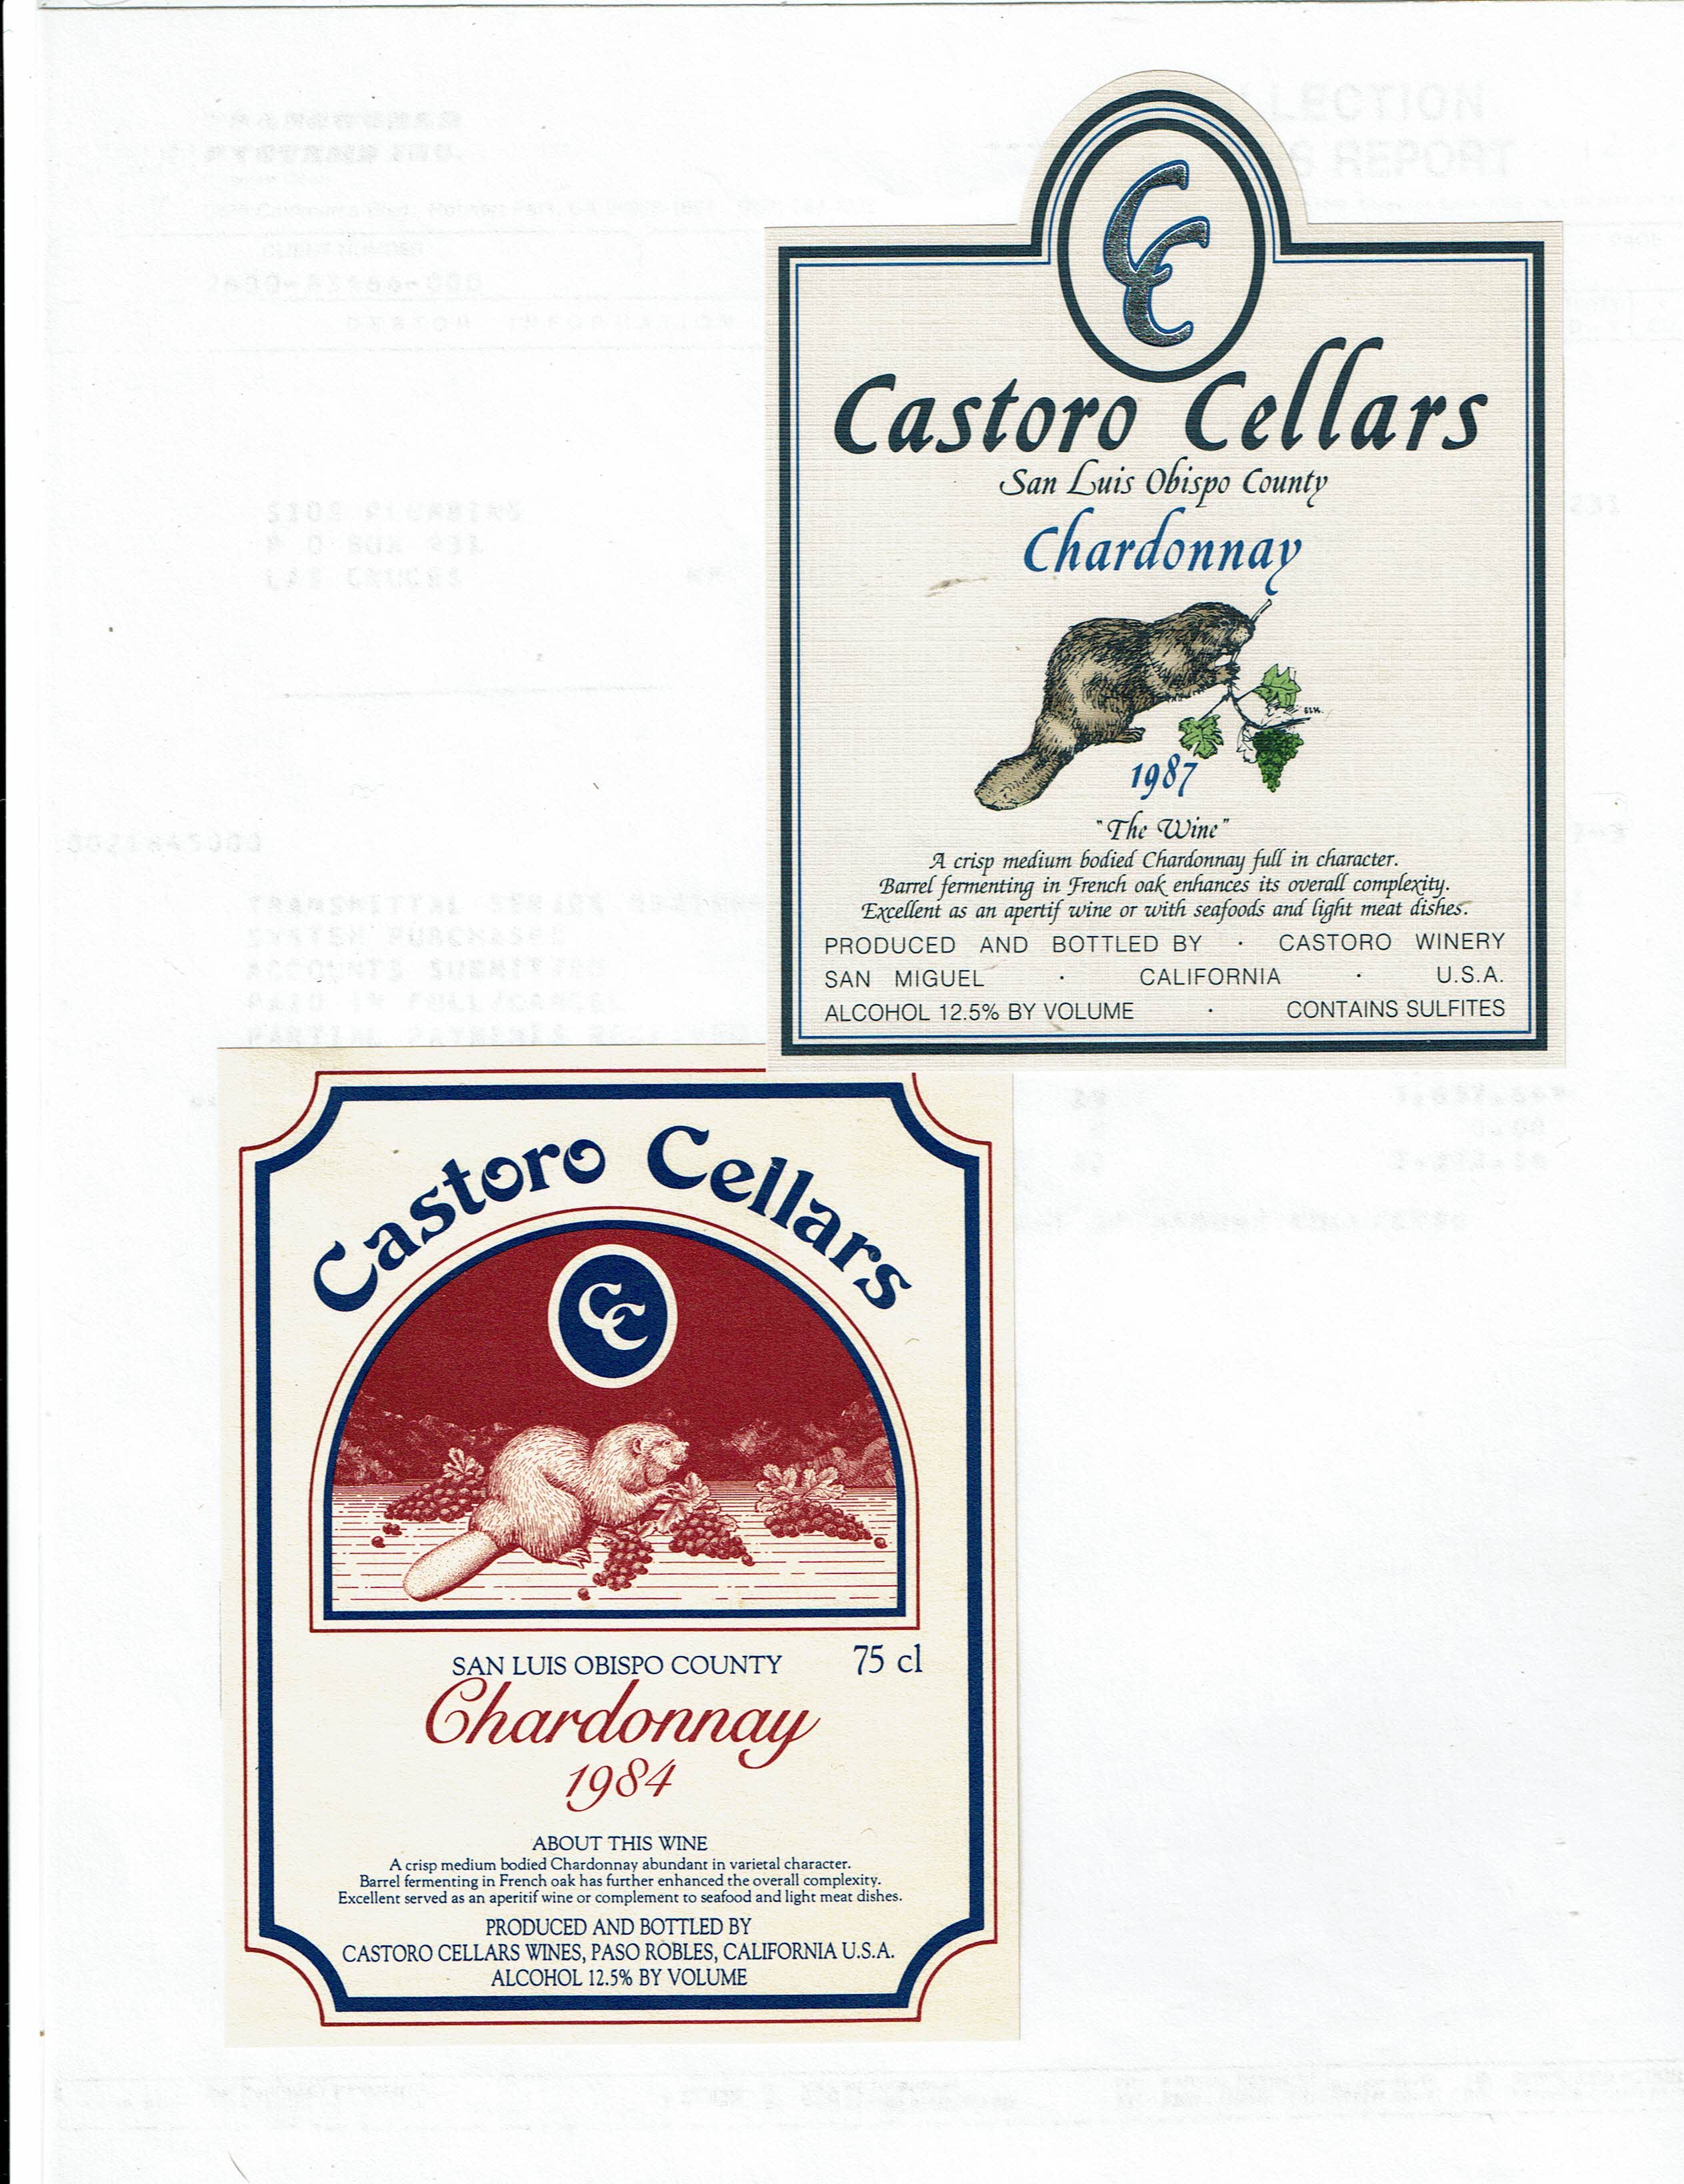 CC
Castoro Cellars
San Luis Obispo County
Chardonnay
ELK.
1987
"The Wine"
A crisp medium bodied Chardonnay full in character.
Barrel fermenting in French oak enhances its overall complexity.
Excellent as an apertif wine or with seafoods and light meat dishes.
PRODUCED AND BOTTLED BY · CASTORO WINERY
SAN MIGUEL · CALIFORNIA · U.S.A.
ALCOHOL 12.5% BY VOLUME · CONTAINS SULFITES
Castoro Cellars
CC
SAN LUIS OBISPO COUNTY 75 cl
Chardonnay
1984
ABOUT THIS WINE
A crisp medium bodied Chardonnay abundant in varietal character.
Barrel fermenting in French oak has further enhanced the overall complexity.
Excellent served as an aperitif wine or complement to seafood and light meat dishes.
PRODUCED AND BOTTLED BY
CASTORO CELLARS WINES, PASO ROBLES, CALIFORNIA U.S.A.
ALCOHOL 12.5% BY VOLUME